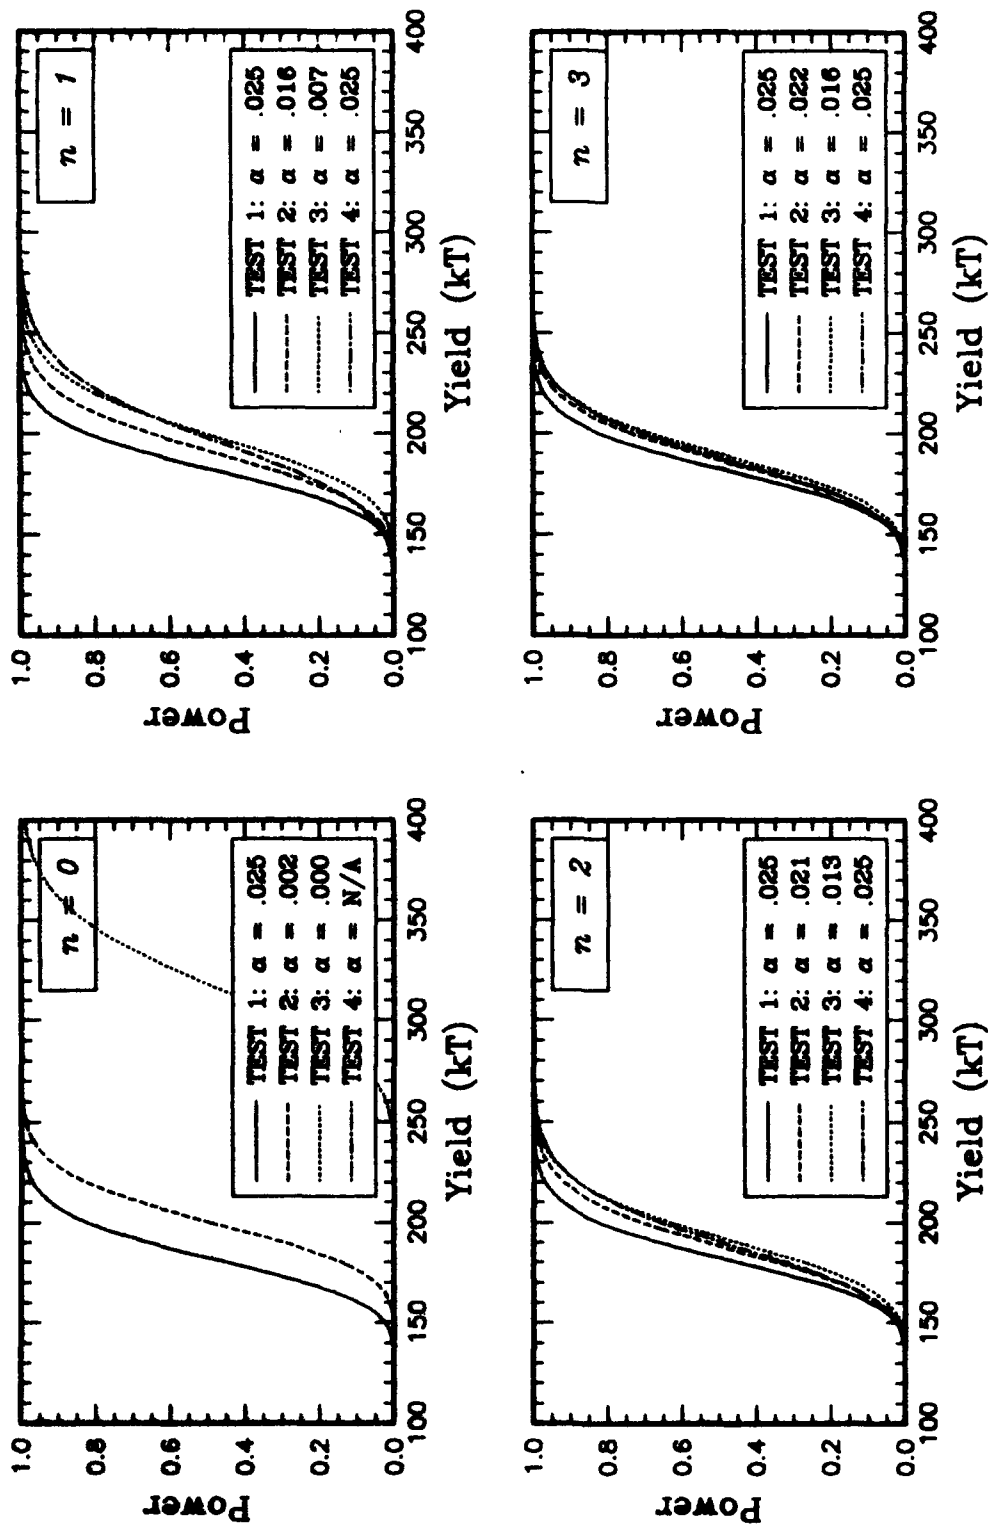 n = 0
TEST 1: α = .025
TEST 2: α = .002
TEST 3: α = .000
TEST 4: α = N/A
1.0
0.8
0.6
0.4
0.2
0.0
Power
100 150 200 250 300 350 400
Yield (kT)
n = 1
TEST 1: α = .025
TEST 2: α = .016
TEST 3: α = .007
TEST 4: α = .025
1.0
0.8
0.6
0.4
0.2
0.0
Power
100 150 200 250 300 350 400
Yield (kT)
n = 2
TEST 1: α = .025
TEST 2: α = .021
TEST 3: α = .013
TEST 4: α = .025
1.0
0.8
0.6
0.4
0.2
0.0
Power
100 150 200 250 300 350 400
Yield (kT)
n = 3
TEST 1: α = .025
TEST 2: α = .022
TEST 3: α = .016
TEST 4: α = .025
1.0
0.8
0.6
0.4
0.2
0.0
Power
100 150 200 250 300 350 400
Yield (kT)